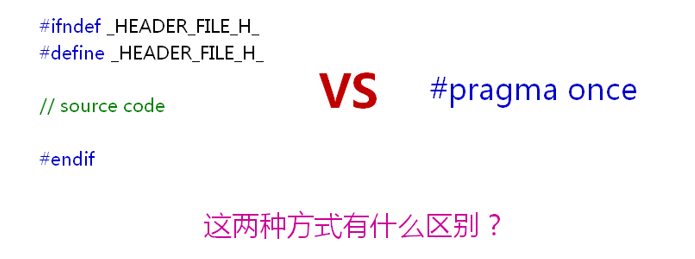 #ifndef _HEADER_FILE_H_
#define _HEADER_FILE_H_
// source code
#endif
VS
#pragma once
这两种方式有什么区别？